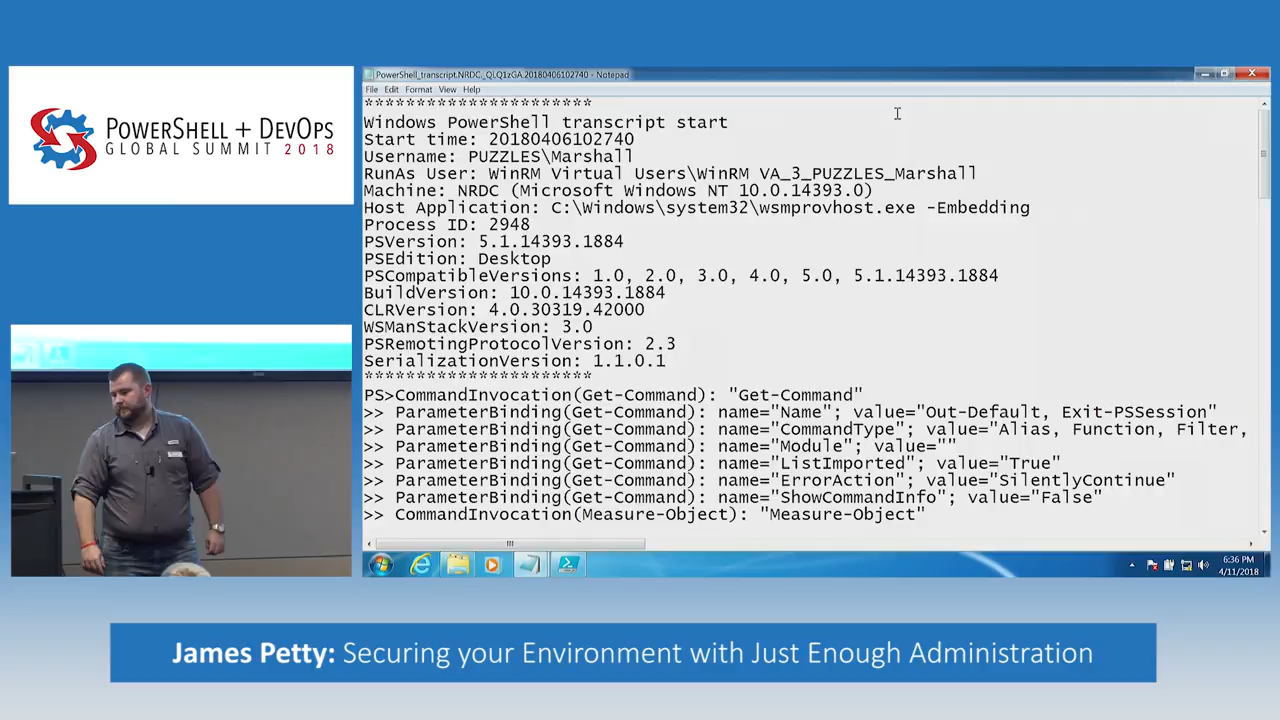 POWERSHELL + DEVOPS
GLOBAL SUMMIT 2018
PowerShell_transcript.NRDC._QLQ1zGA.20180406102740 - Notepad
File Edit Format View Help
**********************
Windows PowerShell transcript start
Start time: 20180406102740
Username: PUZZLES\Marshall
RunAs User: WinRM Virtual Users\WinRM VA_3_PUZZLES_Marshall
Machine: NRDC (Microsoft Windows NT 10.0.14393.0)
Host Application: C:\Windows\system32\wsmprovhost.exe -Embedding
Process ID: 2948
PSVersion: 5.1.14393.1884
PSEdition: Desktop
PSCompatibleVersions: 1.0, 2.0, 3.0, 4.0, 5.0, 5.1.14393.1884
BuildVersion: 10.0.14393.1884
CLRVersion: 4.0.30319.42000
WSManStackVersion: 3.0
PSRemotingProtocolVersion: 2.3
SerializationVersion: 1.1.0.1
**********************
PS>CommandInvocation(Get-Command): "Get-Command"
>> ParameterBinding(Get-Command): name="Name"; value="Out-Default, Exit-PSSession"
>> ParameterBinding(Get-Command): name="CommandType"; value="Alias, Function, Filter,
>> ParameterBinding(Get-Command): name="Module"; value=""
>> ParameterBinding(Get-Command): name="ListImported"; value="True"
>> ParameterBinding(Get-Command): name="ErrorAction"; value="SilentlyContinue"
>> ParameterBinding(Get-Command): name="ShowCommandInfo"; value="False"
>> CommandInvocation(Measure-Object): "Measure-Object"
6:36 PM
4/11/2018
James Petty: Securing your Environment with Just Enough Administration